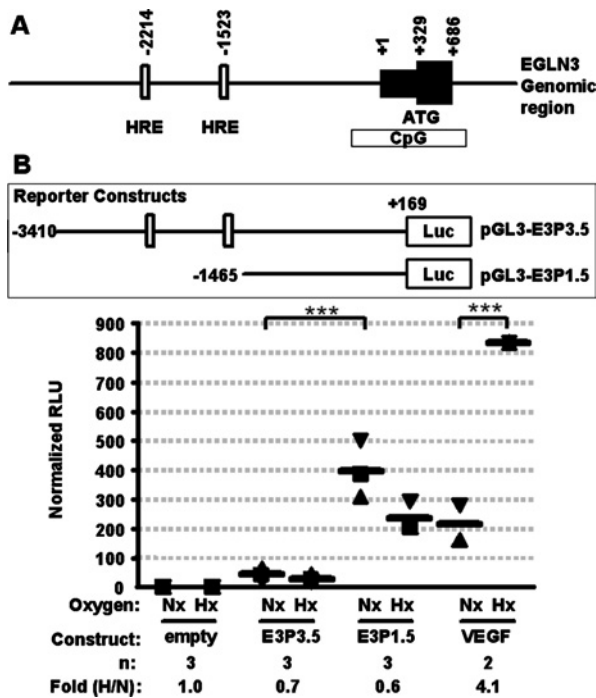 A
-2214
-1523
+1
+329
+686
EGLN3
Genomic
region
HRE
HRE
ATG
CpG
B
Reporter Constructs
+169
-3410
Luc
pGL3-E3P3.5
-1465
Luc
pGL3-E3P1.5
***
***
Normalized RLU
900
800
700
600
500
400
300
200
100
0
Oxygen: Nx Hx Nx Hx Nx Hx Nx Hx
Construct: empty E3P3.5 E3P1.5 VEGF
n: 3 3 3 2
Fold (H/N) 1.0 0.7 0.6 4.1